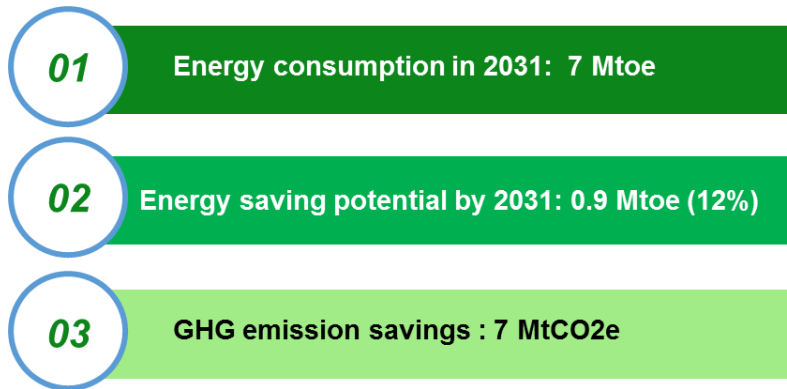 01
Energy consumption in 2031: 7 Mtoe
02
Energy saving potential by 2031: 0.9 Mtoe (12%)
03
GHG emission savings : 7 MtCO2e